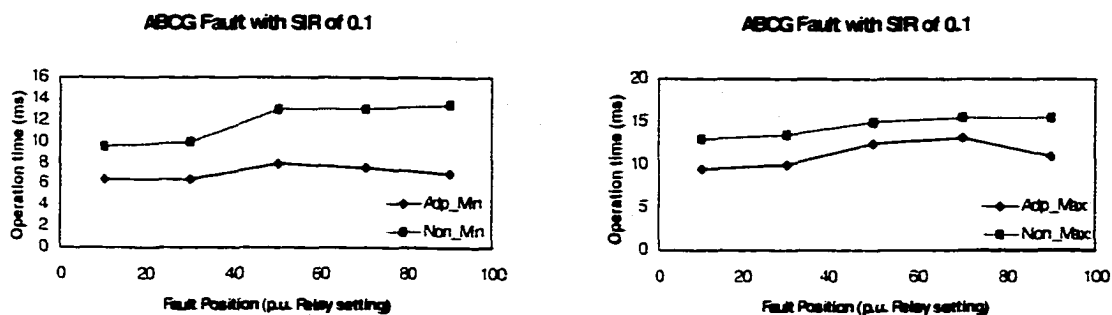 ABCG Fault with SIR of 0.1
16
14
12
10
8
6
4
2
0
Operation time (ms)
Adp_Min
Non_Min
0 20 40 60 80 100
Fault Position (p.u. Relay setting)
ABCG Fault with SIR of 0.1
20
15
10
5
0
Operation time (ms)
Adp_Max
Non_Max
0 20 40 60 80 100
Fault Position (p.u. Relay setting)